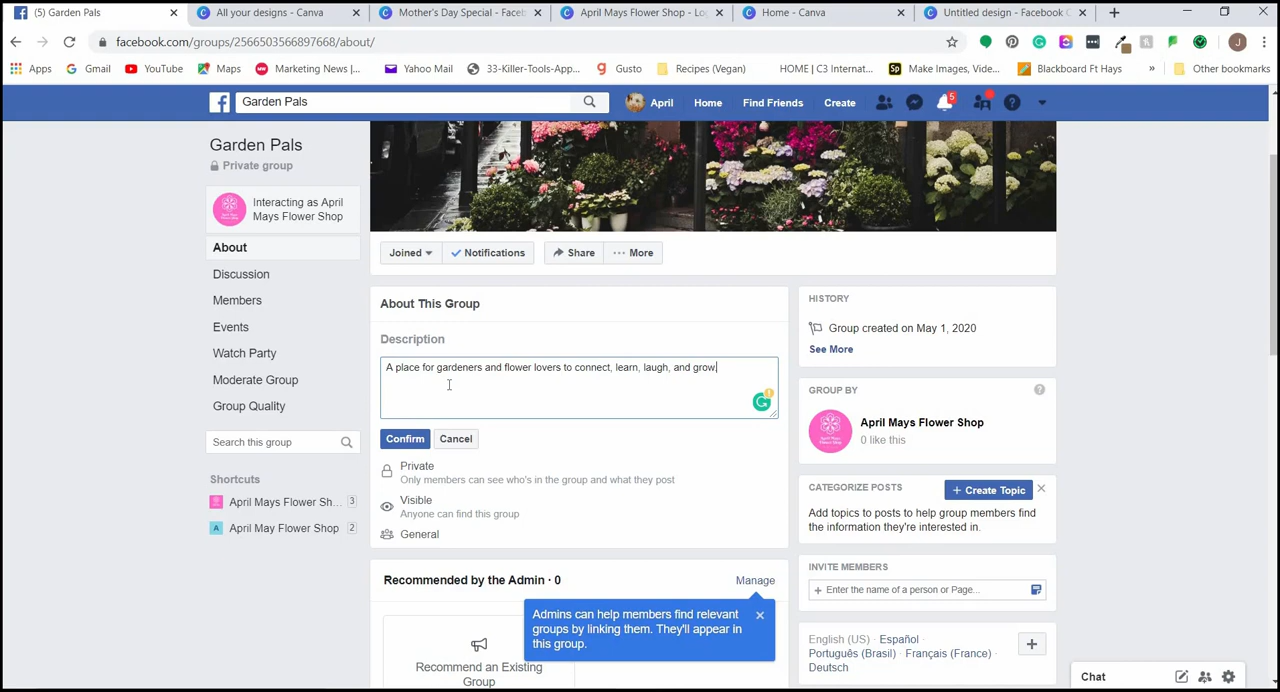 (5) Garden Pals
All your designs - Canva
Mother's Day Special - Faceb
April Mays Flower Shop - Log
Home - Canva
Untitled design - Facebook C
facebook.com/groups/2566503566897668/about/
J
Apps
Gmail
YouTube
Maps
Marketing News |...
Yahoo Mail
33-Killer-Tools-App...
Gusto
Recipes (Vegan)
HOME | C3 Internat...
Make Images, Vide...
Blackboard Ft Hays
»
Other bookmarks
Garden Pals
April
Home
Find Friends
Create
5
Garden Pals
Private group
Interacting as April
Mays Flower Shop
About
Discussion
Members
Events
Watch Party
Moderate Group
Group Quality
Search this group
Shortcuts
April Mays Flower Sh... 3
A April May Flower Shop 2
Joined
Notifications
Share
More
About This Group
Description
A place for gardeners and flower lovers to connect, learn, laugh, and grow
Confirm
Cancel
Private
Only members can see who's in the group and what they post
Visible
Anyone can find this group
General
Recommended by the Admin · 0
Manage
Admins can help members find relevant
groups by linking them. They'll appear in
this group.
Recommend an Existing
Group
HISTORY
Group created on May 1, 2020
See More
GROUP BY
April Mays Flower Shop
0 like this
CATEGORIZE POSTS
+ Create Topic
Add topics to posts to help group members find
the information they're interested in.
INVITE MEMBERS
+ Enter the name of a person or Page...
English (US) · Español ·
Português (Brasil) · Français (France) ·
Deutsch
Chat